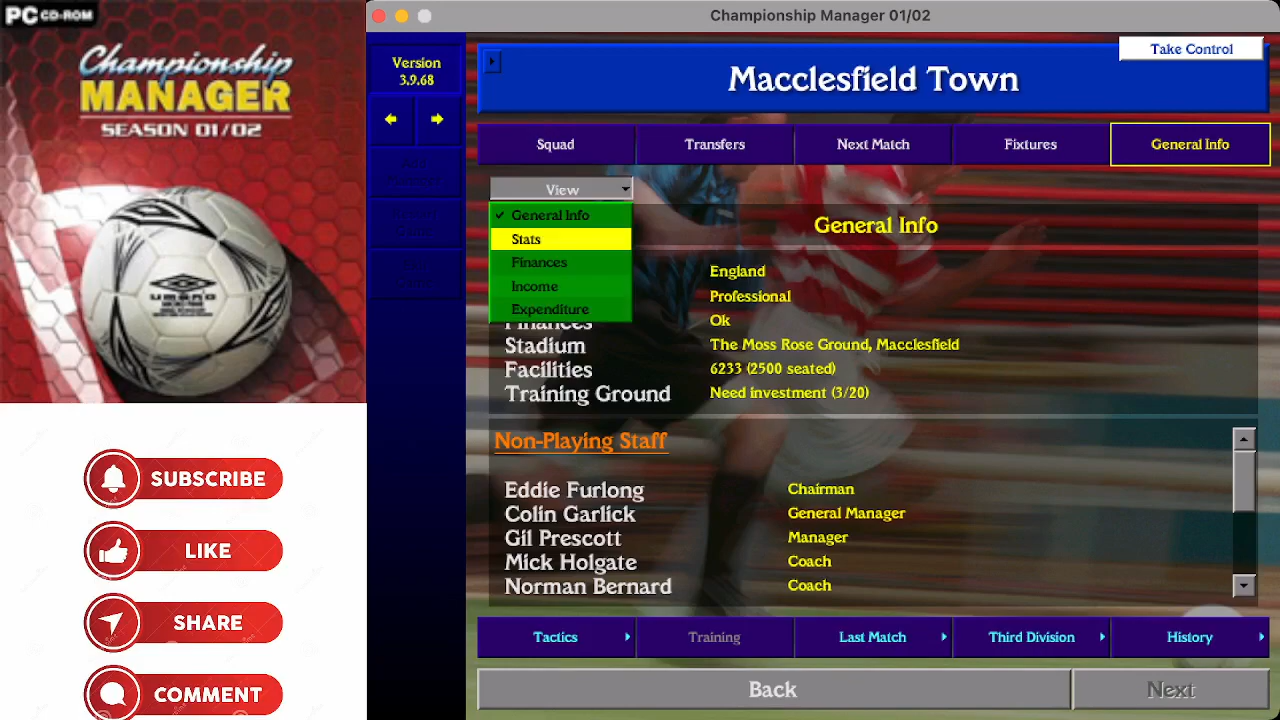 PC CD-ROM
Championship
MANAGER
SEASON 01/02
UMBRO
SUBSCRIBE
LIKE
SHARE
COMMENT
Championship Manager 01/02
Version
3.9.68
Take Control
Macclesfield Town
Squad
Transfers
Next Match
Fixtures
General Info
View
General Info
Stats
Finances
Income
Expenditure
General Info
England
Professional
Finances Ok
Stadium The Moss Rose Ground, Macclesfield
Facilities 6233 (2500 seated)
Training Ground Need investment (3/20)
Non-Playing Staff
Eddie Furlong Chairman
Colin Garlick General Manager
Gil Prescott Manager
Mick Holgate Coach
Norman Bernard Coach
Tactics
Training
Last Match
Third Division
History
Back
Next